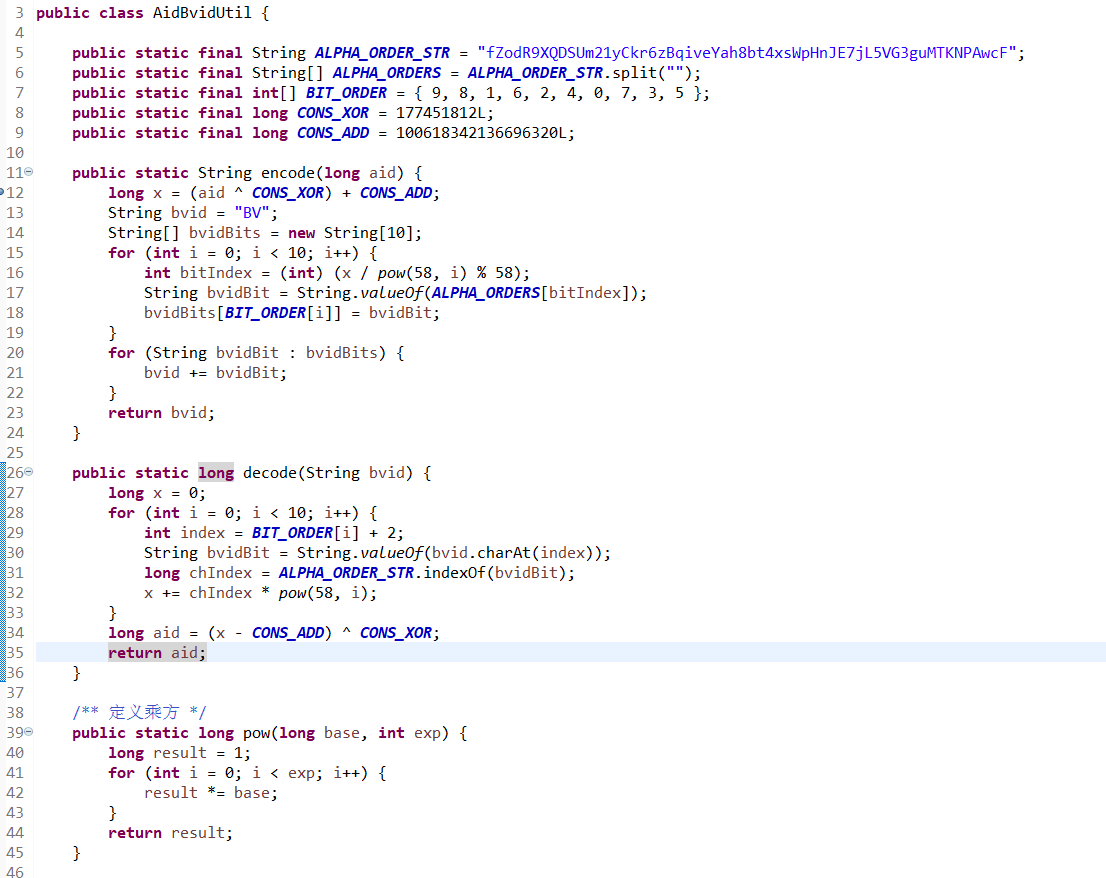 3 public class AidBvidUtil {
4
5 public static final String ALPHA_ORDER_STR = "fZodR9XQDSUm21yCkr6zBqiveYah8bt4xsWpHnJE7jL5VG3guMTKNPAwcF";
6 public static final String[] ALPHA_ORDERS = ALPHA_ORDER_STR.split("");
7 public static final int[] BIT_ORDER = { 9, 8, 1, 6, 2, 4, 0, 7, 3, 5 };
8 public static final long CONS_XOR = 177451812L;
9 public static final long CONS_ADD = 100618342136696320L;
10
11 public static String encode(long aid) {
12 long x = (aid ^ CONS_XOR) + CONS_ADD;
13 String bvid = "BV";
14 String[] bvidBits = new String[10];
15 for (int i = 0; i < 10; i++) {
16 int bitIndex = (int) (x / pow(58, i) % 58);
17 String bvidBit = String.valueOf(ALPHA_ORDERS[bitIndex]);
18 bvidBits[BIT_ORDER[i]] = bvidBit;
19 }
20 for (String bvidBit : bvidBits) {
21 bvid += bvidBit;
22 }
23 return bvid;
24 }
25
26 public static long decode(String bvid) {
27 long x = 0;
28 for (int i = 0; i < 10; i++) {
29 int index = BIT_ORDER[i] + 2;
30 String bvidBit = String.valueOf(bvid.charAt(index));
31 long chIndex = ALPHA_ORDER_STR.indexOf(bvidBit);
32 x += chIndex * pow(58, i);
33 }
34 long aid = (x - CONS_ADD) ^ CONS_XOR;
35 return aid;
36 }
37
38 /** 定义乘方 */
39 public static long pow(long base, int exp) {
40 long result = 1;
41 for (int i = 0; i < exp; i++) {
42 result *= base;
43 }
44 return result;
45 }
46